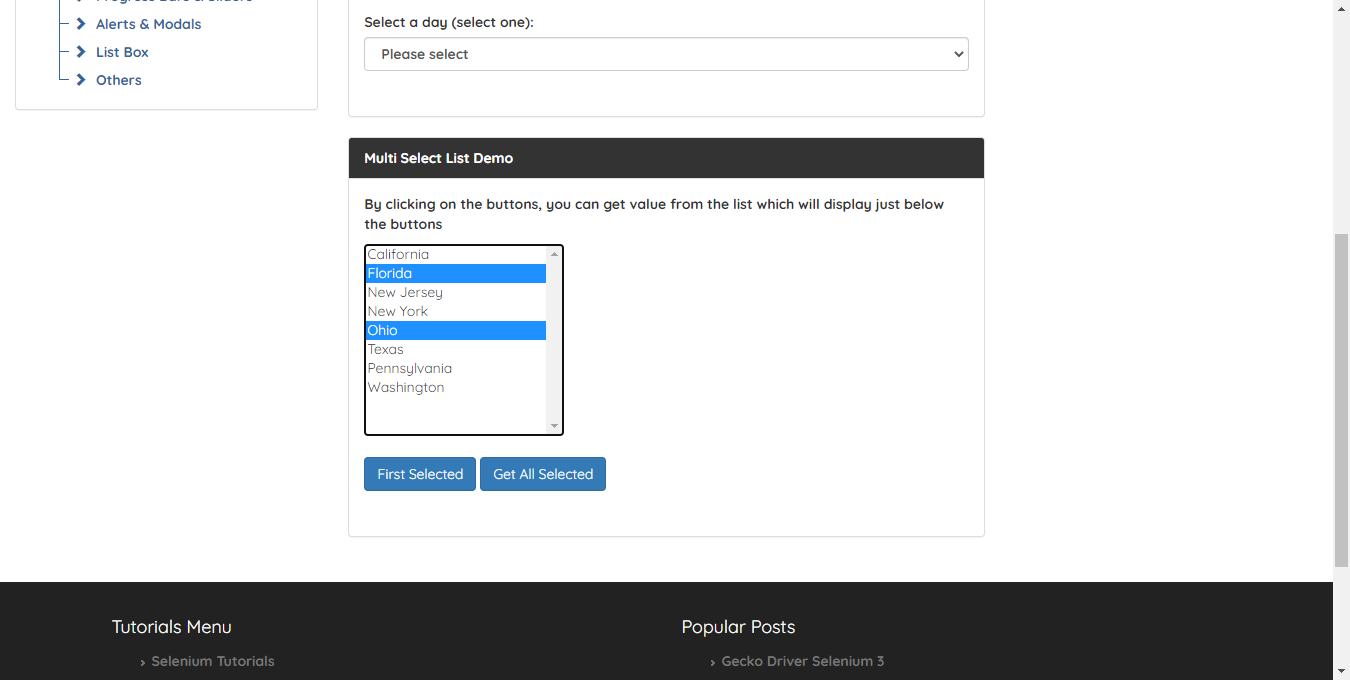 Alerts & Modals
List Box
Others
Select a day (select one):
Please select
Multi Select List Demo
By clicking on the buttons, you can get value from the list which will display just below
the buttons
California
Florida
New Jersey
New York
Ohio
Texas
Pennsylvania
Washington
First Selected
Get All Selected
Tutorials Menu
Selenium Tutorials
Popular Posts
Gecko Driver Selenium 3